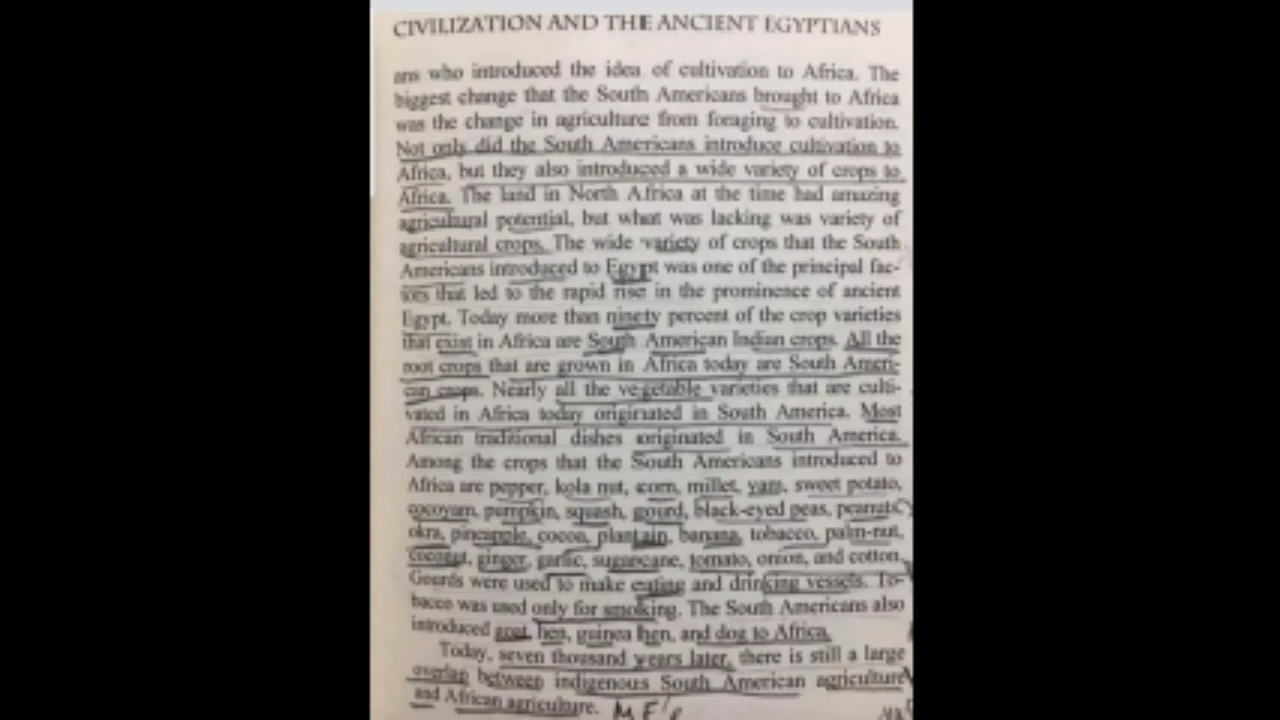 CIVILIZATION AND THE ANCIENT EGYPTIANS
ans who introduced the idea of cultivation to Africa. The
biggest change that the South Americans brought to Africa
was the change in agriculture from foraging to cultivation.
Not only did the South Americans introduce cultivation to
Africa, but they also introduced a wide variety of crops to
Africa. The land in North Africa at the time had amazing
agricultural potential, but what was lacking was variety of
agricultural crops. The wide variety of crops that the South
Americans introduced to Egypt was one of the principal fac-
tors that led to the rapid rise in the prominence of ancient
Egypt. Today more than ninety percent of the crop varieties
that exist in Africa are South American Indian crops. All the
root crops that are grown in Africa today are South Ameri-
can crops. Nearly all the vegetable varieties that are culti-
vated in Africa today originated in South America. Most
African traditional dishes originated in South America.
Among the crops that the South Americans introduced to
Africa are pepper, kola nut, corn, millet, yam, sweet potato,
cocoyam, pumpkin, squash, gourd, black-eyed peas, peanuts,
okra, pineapple, cocoa, plantain, banana, tobacco, palm-nut,
coconut, ginger, garlic, sugarcane, tomato, onion, and cotton.
Gourds were used to make eating and drinking vessels. To-
bacco was used only for smoking. The South Americans also
introduced goat, hen, guinea hen, and dog to Africa.
Today, seven thousand years later, there is still a large
overlap between indigenous South American agriculture
and African agriculture.